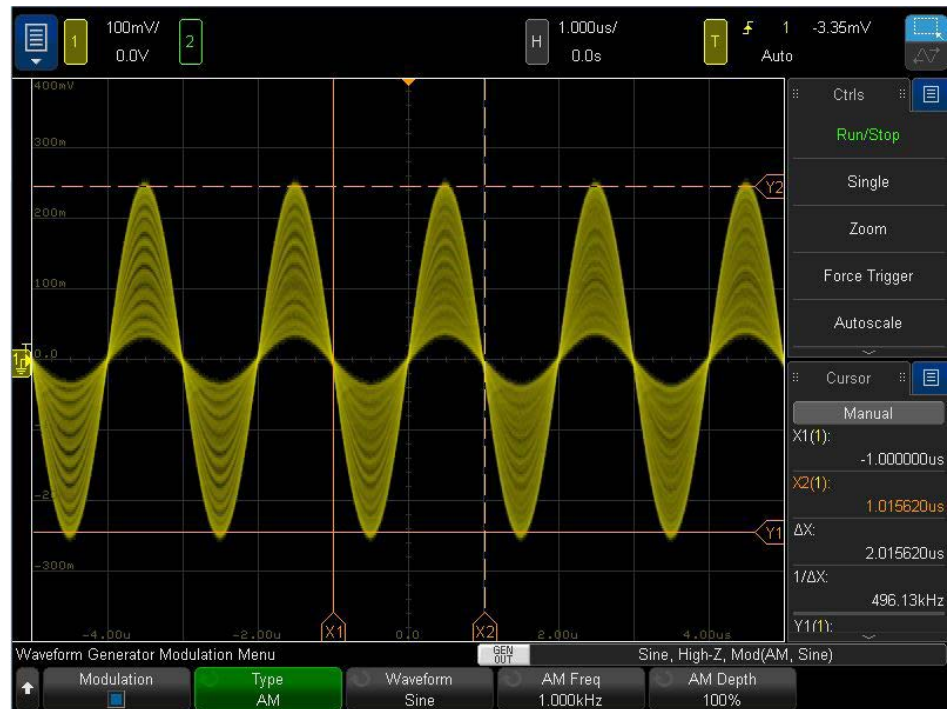 1 100mV/ 2 H 1.000us/ T 1 -3.35mV
0.0V 0.0s Auto
400mV
300m
200m
100m
0.0
-300m
-4.00u -2.00u 0.0 2.00u 4.00us
T
1
Y2
Y1
X1 X2
Ctrls
Run/Stop
Single
Zoom
Force Trigger
Autoscale
Cursor
Manual
X1(1):
-1.000000us
X2(1):
1.015620us
ΔX:
2.015620us
1/ΔX:
496.13kHz
Y1(1):
Waveform Generator Modulation Menu GEN OUT Sine, High-Z, Mod(AM, Sine)
Modulation Type Waveform AM Freq AM Depth
AM Sine 1.000kHz 100%